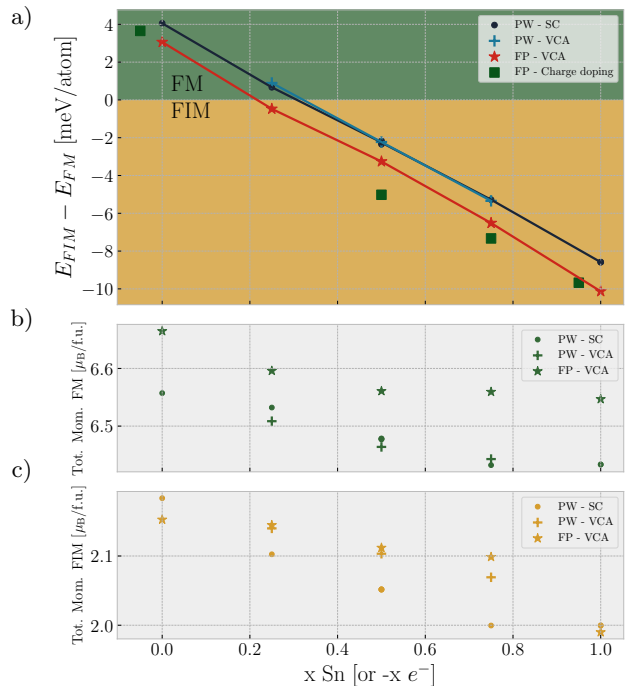 a)
4
2
0
−2
−4
−6
−8
−10
E_FIM − E_FM [meV/atom]
FM
FIM
PW - SC
PW - VCA
FP - VCA
FP - Charge doping
b)
6.6
6.5
Tot. Mom. FM [μ_B/f.u.]
PW - SC
PW - VCA
FP - VCA
c)
2.1
2.0
Tot. Mom. FIM [μ_B/f.u.]
PW - SC
PW - VCA
FP - VCA
0.0 0.2 0.4 0.6 0.8 1.0
x Sn [or -x e⁻]